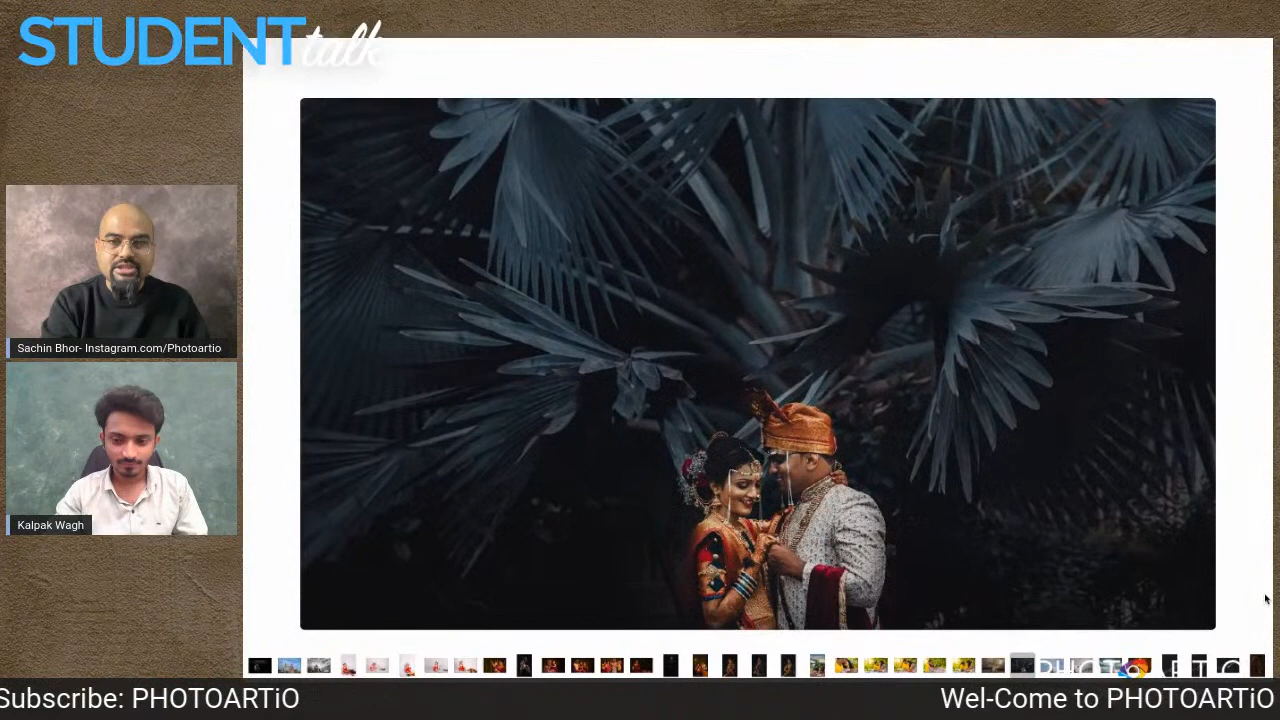 STUDENT talk
Sachin Bhor- Instagram.com/Photoartio
Kalpak Wagh
Subscribe: PHOTOARTiO
Wel-Come to PHOTOARTiO